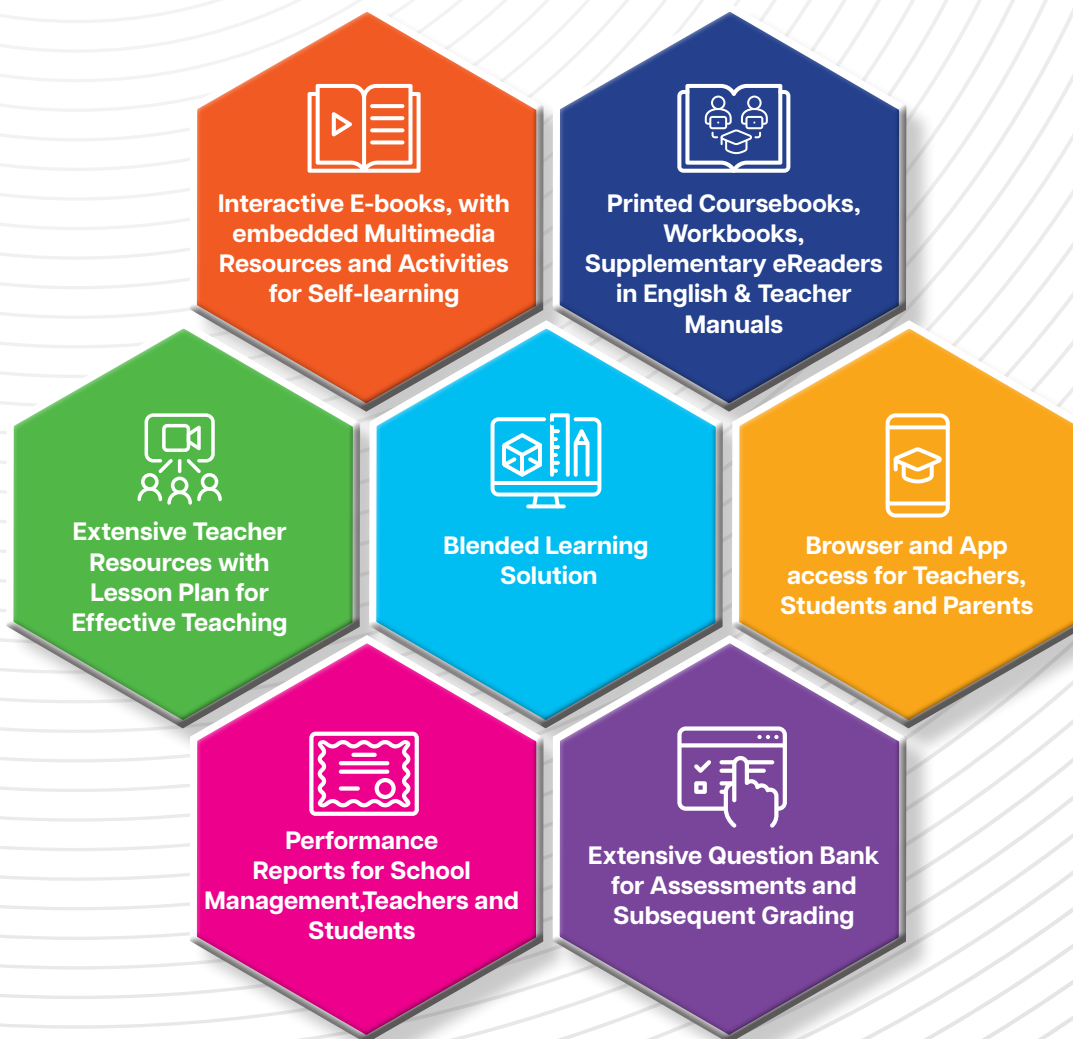 Interactive E-books, with
embedded Multimedia
Resources and Activities
for Self-learning
Printed Coursebooks,
Workbooks,
Supplementary eReaders
in English & Teacher
Manuals
Extensive Teacher
Resources with
Lesson Plan for
Effective Teaching
Blended Learning
Solution
Browser and App
access for Teachers,
Students and Parents
Performance
Reports for School
Management,Teachers and
Students
Extensive Question Bank
for Assessments and
Subsequent Grading